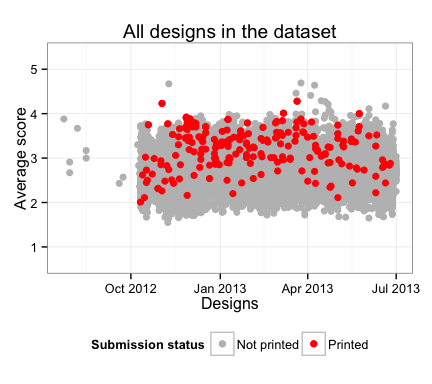 All designs in the dataset
5
4
3
2
1
Average score
Oct 2012 Jan 2013 Apr 2013 Jul 2013
Designs
Submission status Not printed Printed